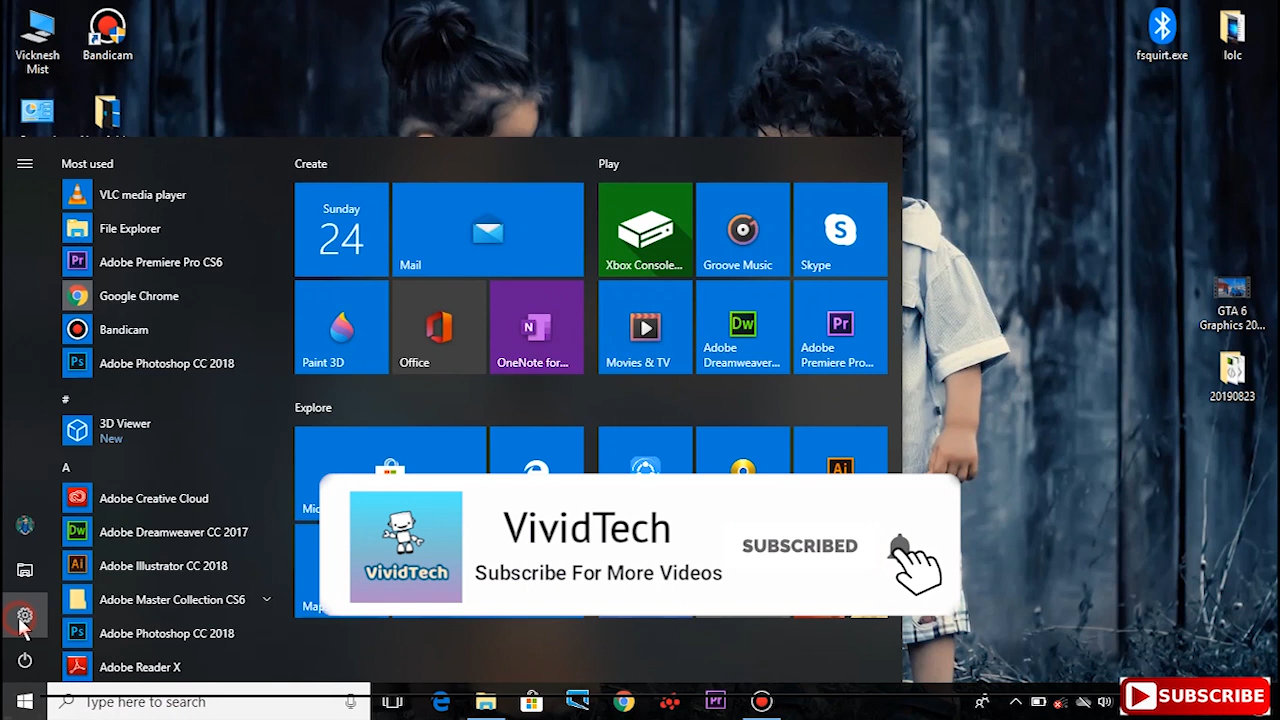 Vicknesh
Mist
Bandicam
fsquirt.exe
lolc
Most used
VLC media player
File Explorer
Adobe Premiere Pro CS6
Google Chrome
Bandicam
Adobe Photoshop CC 2018
#
3D Viewer
New
A
Adobe Creative Cloud
Adobe Dreamweaver CC 2017
Adobe Illustrator CC 2018
Adobe Master Collection CS6
Adobe Photoshop CC 2018
Adobe Reader X
Create
Sunday
24
Mail
Paint 3D
Office
OneNote for...
Explore
Play
Xbox Console...
Groove Music
Skype
Movies & TV
Adobe
Dreamweaver...
Adobe
Premiere Pro...
GTA 6
Graphics 20...
20190823
VividTech
VividTech
Subscribe For More Videos
SUBSCRIBED
Type here to search
SUBSCRIBE